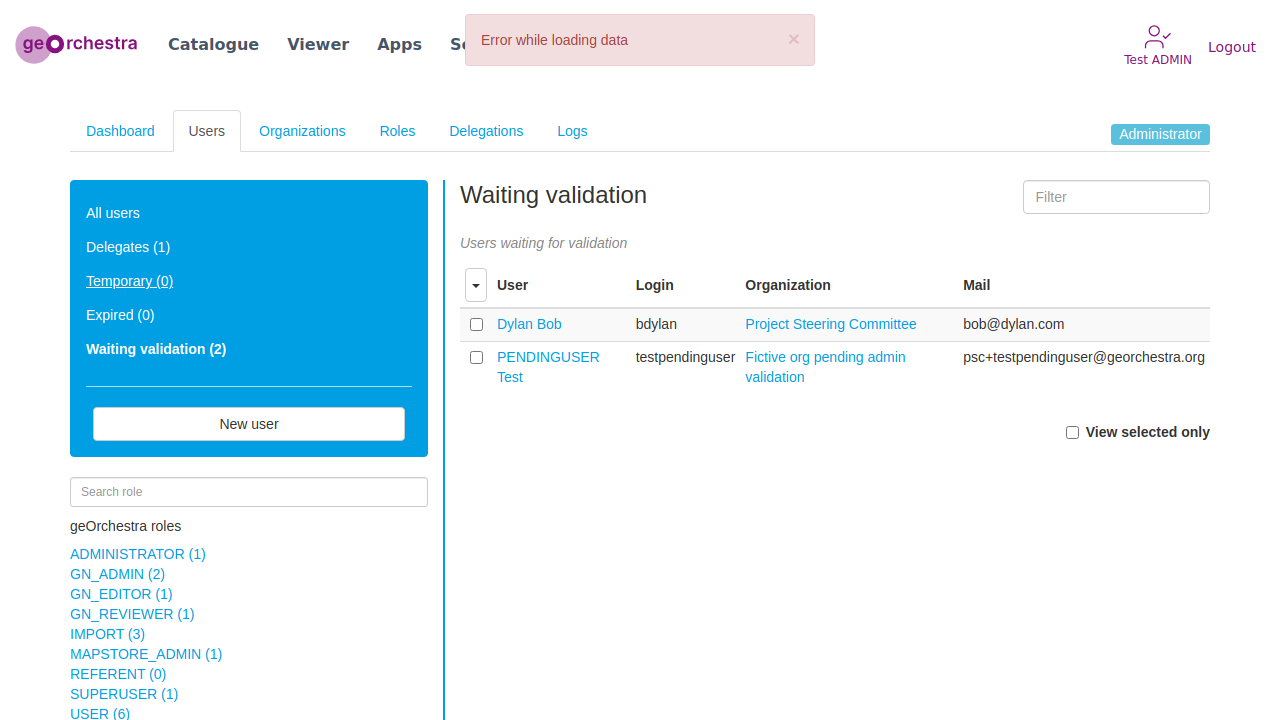 geOrchestra
Catalogue
Viewer
Apps
Error while loading data
×
Test ADMIN
Logout
Dashboard
Users
Organizations
Roles
Delegations
Logs
Administrator
All users
Delegates (1)
Temporary (0)
Expired (0)
Waiting validation (2)
New user
Search role
geOrchestra roles
ADMINISTRATOR (1)
GN_ADMIN (2)
GN_EDITOR (1)
GN_REVIEWER (1)
IMPORT (3)
MAPSTORE_ADMIN (1)
REFERENT (0)
SUPERUSER (1)
USER (6)
Waiting validation
Filter
Users waiting for validation
User Login Organization Mail
Dylan Bob bdylan Project Steering Committee bob@dylan.com
PENDINGUSER testpendinguser Fictive org pending admin psc+testpendinguser@georchestra.org
Test validation
View selected only